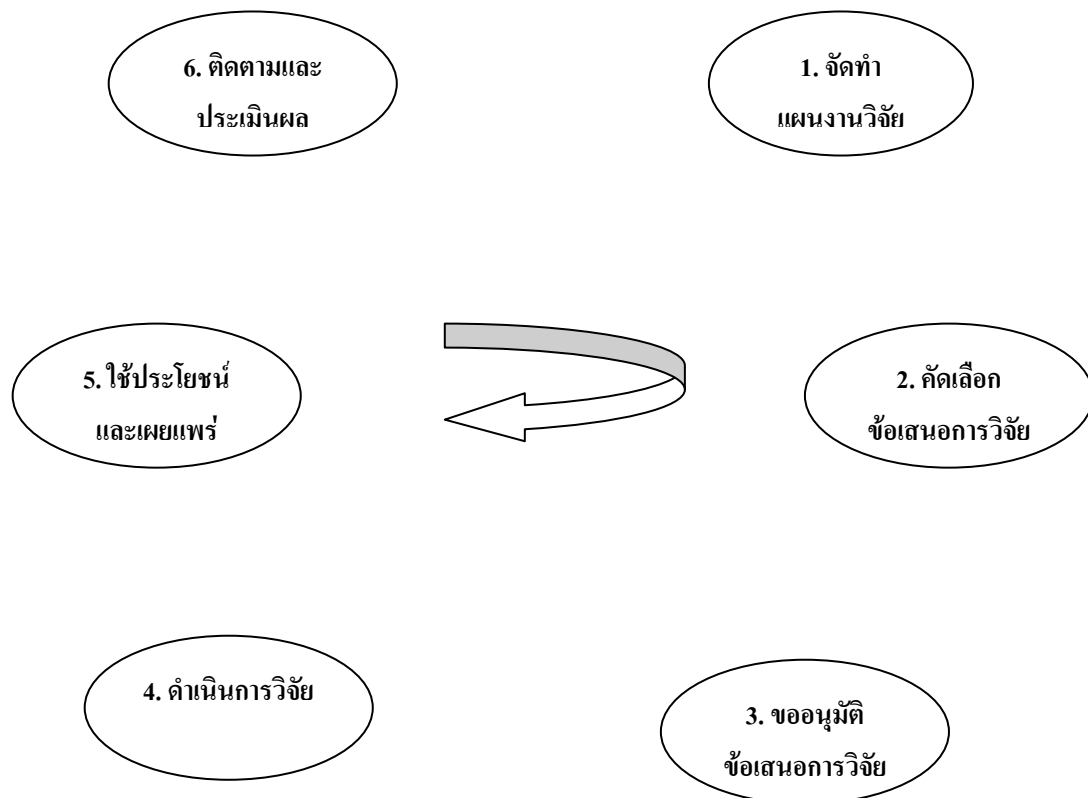 6. ติดตามและ
ประเมินผล
1. จัดทำ
แผนงานวิจัย
5. ใช้ประโยชน์
และเผยแพร่
2. คัดเลือก
ข้อเสนอการวิจัย
4. ดำเนินการวิจัย
3. ขออนุมัติ
ข้อเสนอการวิจัย